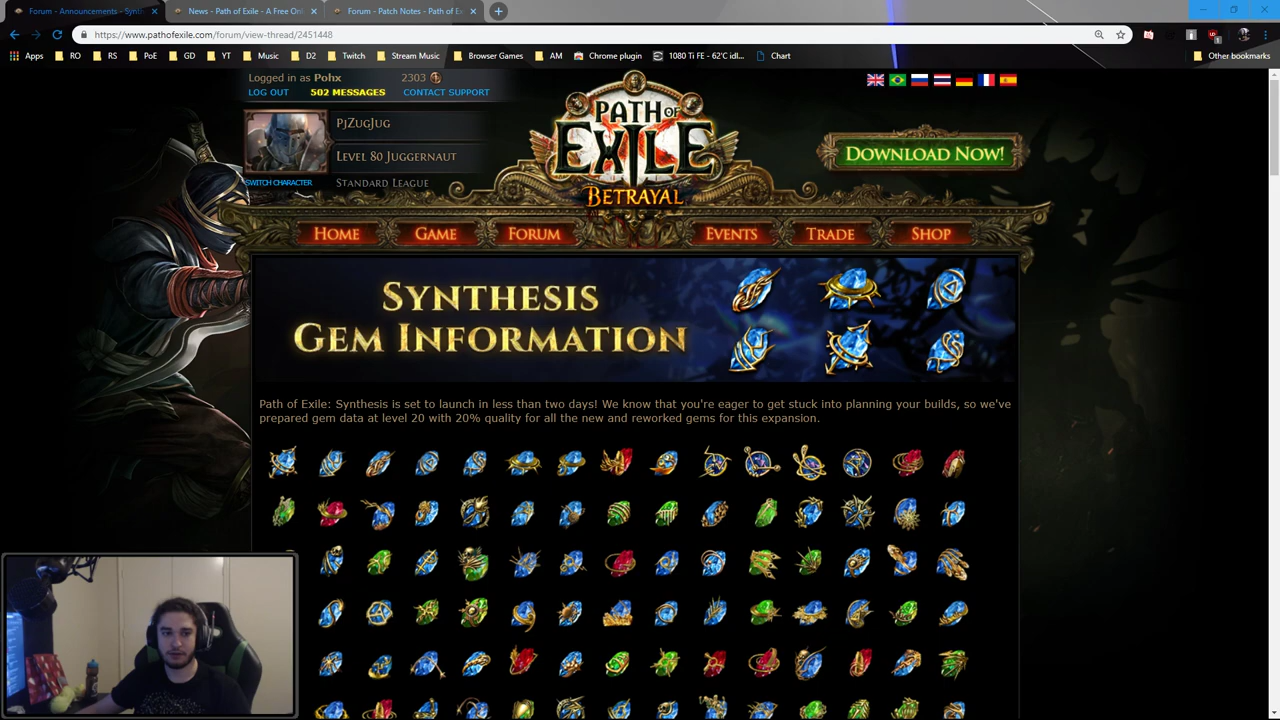 Forum - Announcements - Synth
News - Path of Exile - A Free Onl
Forum - Patch Notes - Path of E
https://www.pathofexile.com/forum/view-thread/2451448
Apps RO RS PoE GD YT Music D2 Twitch Stream Music Browser Games AM Chrome plugin 1080 Ti FE - 62°C idl... Chart Other bookmarks
Logged in as Pohx 2303
LOG OUT 502 MESSAGES CONTACT SUPPORT
PjZugJug
Level 80 Juggernaut
SWITCH CHARACTER Standard League
PATH OF
EXILE
BETRAYAL
Download Now!
Home Game Forum Events Trade Shop
Synthesis
Gem Information
Path of Exile: Synthesis is set to launch in less than two days! We know that you're eager to get stuck into planning your builds, so we've
prepared gem data at level 20 with 20% quality for all the new and reworked gems for this expansion.